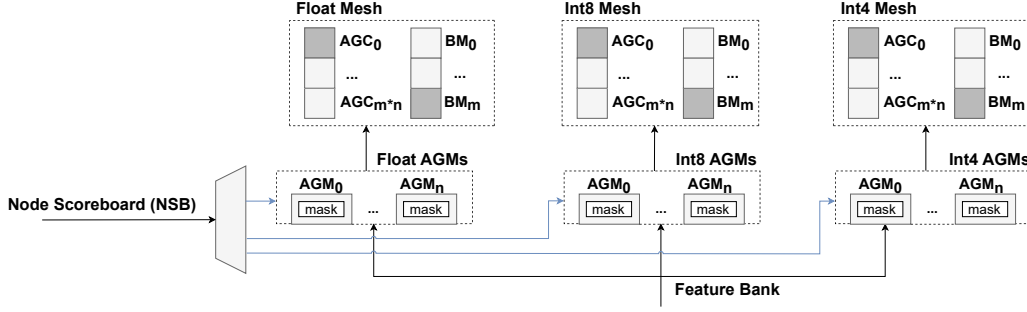 Float Mesh
Int8 Mesh
Int4 Mesh
AGC0 BM0
... ...
AGCm*n BMm
AGC0 BM0
... ...
AGCm*n BMm
AGC0 BM0
... ...
AGCm*n BMm
Float AGMs
Int8 AGMs
Int4 AGMs
AGM0 AGMn
mask ... mask
AGM0 AGMn
mask ... mask
AGM0 AGMn
mask ... mask
Node Scoreboard (NSB)
Feature Bank